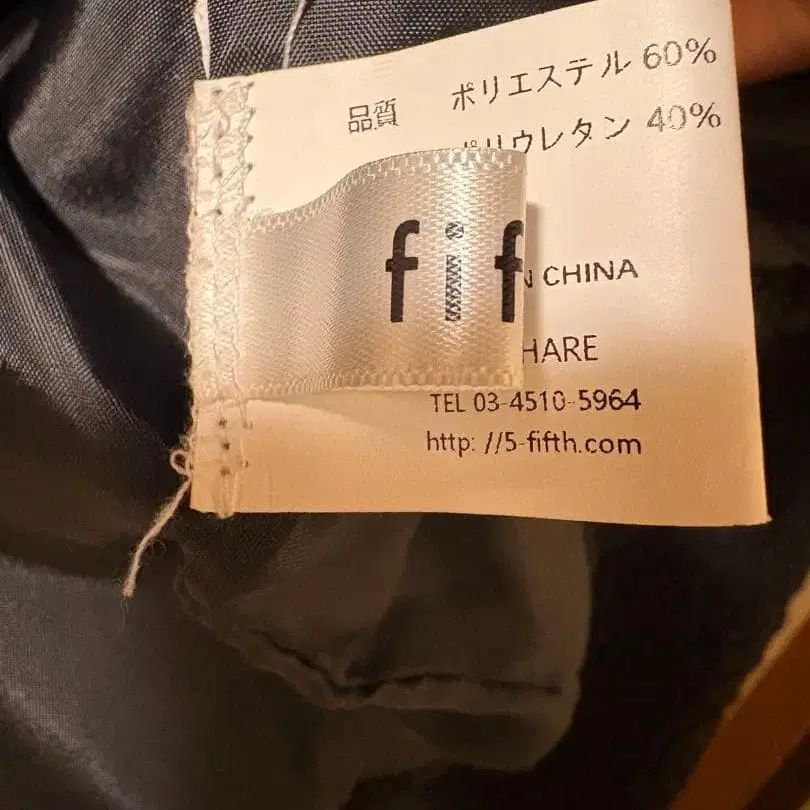 品質 ポリエステル 60%
ポリウレタン 40%
fif
N CHINA
HARE
TEL 03-4510-5964
http: //5-fifth.com